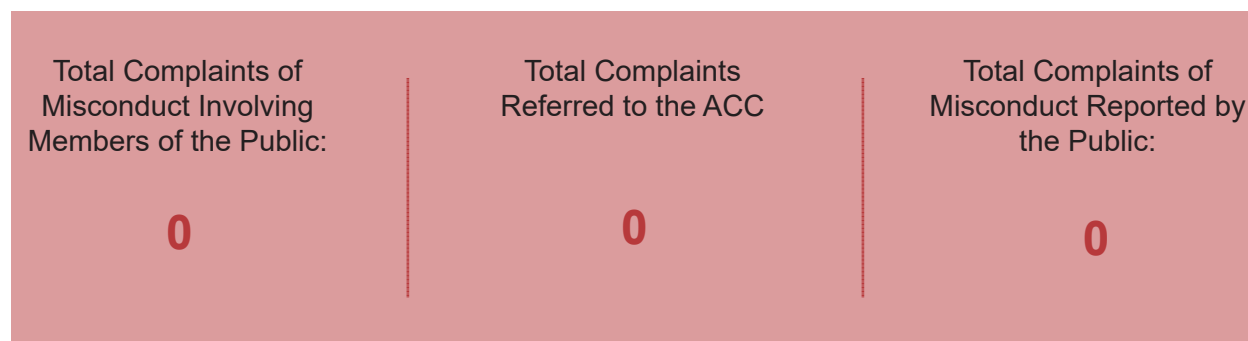 Total Complaints of
Misconduct Involving
Members of the Public:
0
Total Complaints
Referred to the ACC
0
Total Complaints of
Misconduct Reported by
the Public:
0